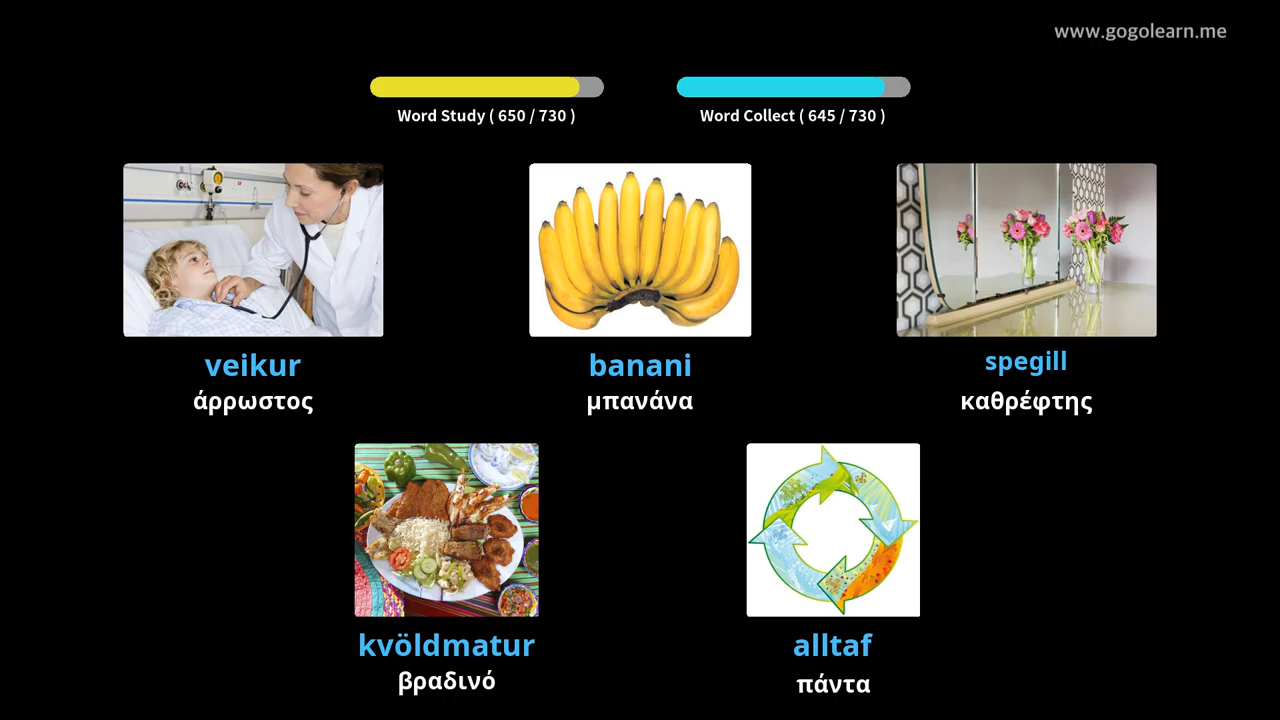 www.gogolearn.me
Word Study ( 650 / 730 )
Word Collect ( 645 / 730 )
veikur
άρρωστος
banani
μπανάνα
spegill
καθρέφτης
kvöldmatur
βραδινό
alltaf
πάντα